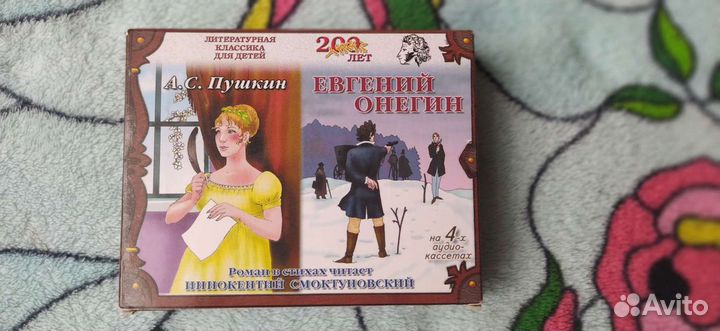 ЛИТЕРАТУРНАЯ
КЛАССИКА
ДЛЯ ДЕТЕЙ
200
ЛЕТ
А.С. Пушкин
ЕВГЕНИЙ
ОНЕГИН
на 4-х
аудио-
кассетах
Роман в стихах читает
ИННОКЕНТИЙ СМОКТУНОВСКИЙ
Avito